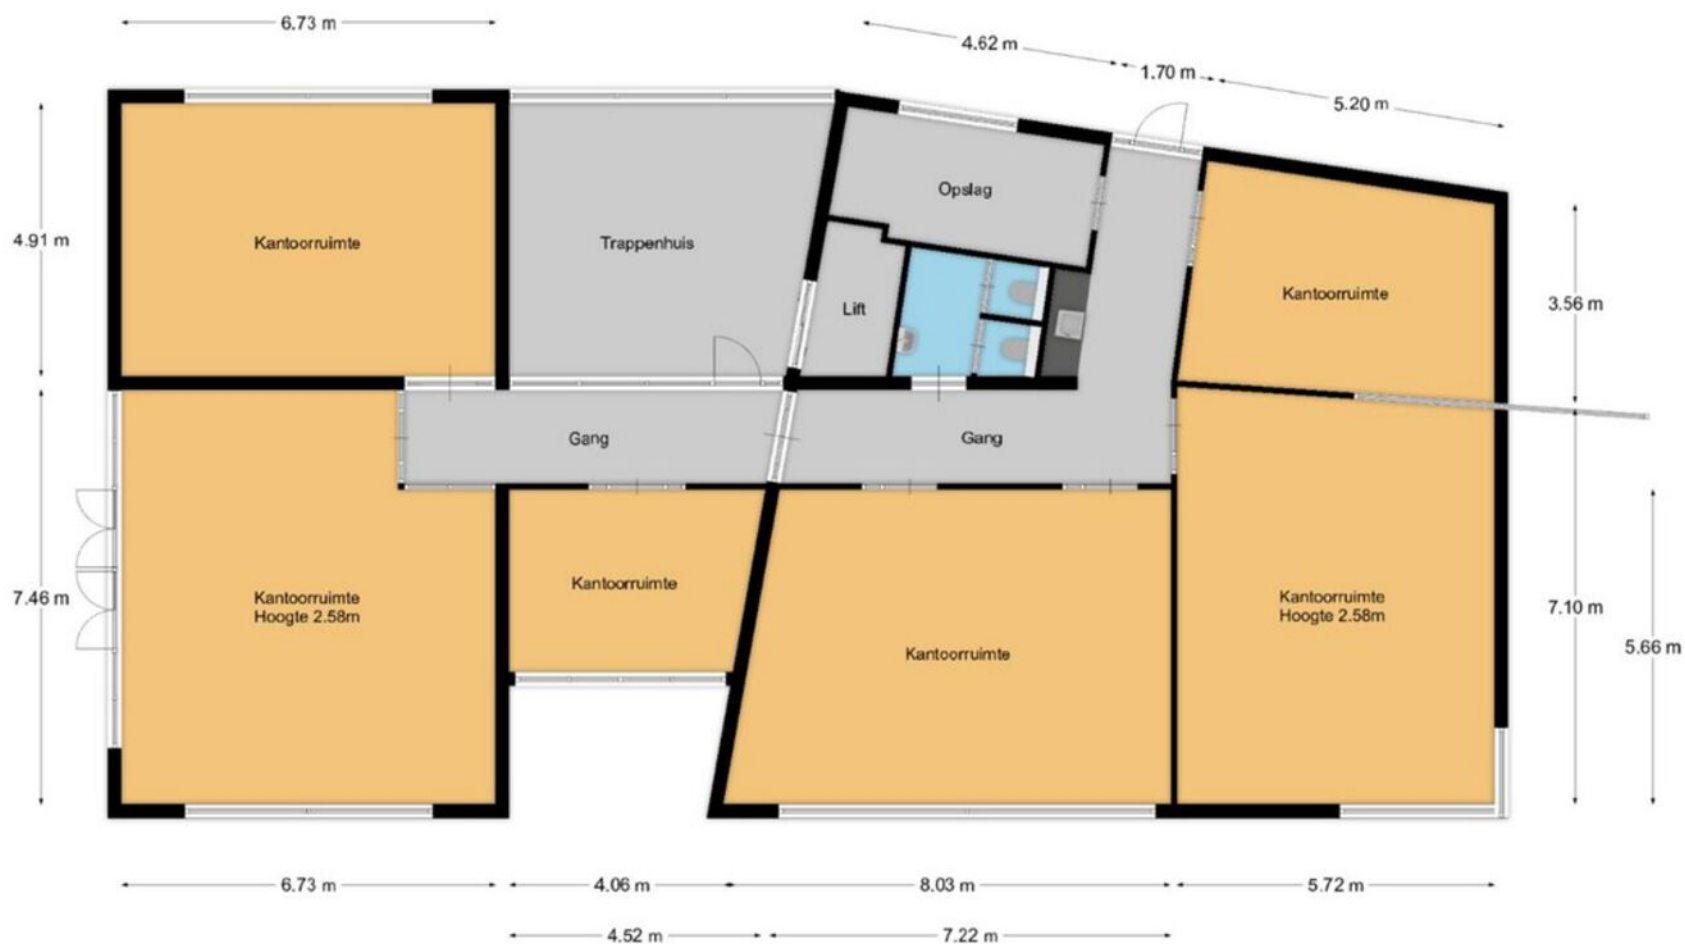 6.73 m
4.62 m
1.70 m
5.20 m
4.91 m
Kantoorruimte
Trappenhuis
Opslag
Lift
Kantoorruimte
3.56 m
Gang
Gang
7.46 m
Kantoorruimte
Hoogte 2.58m
Kantoorruimte
Kantoorruimte
Kantoorruimte
Hoogte 2.58m
7.10 m
5.66 m
6.73 m
4.06 m
8.03 m
5.72 m
4.52 m
7.22 m